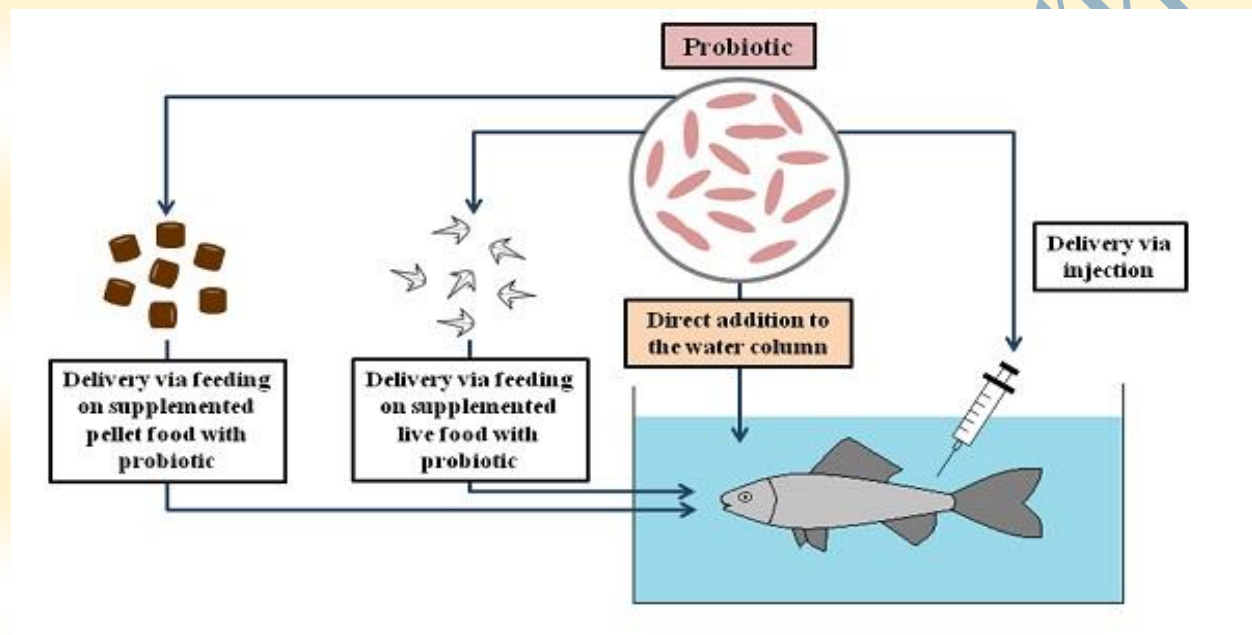 Probiotic
Delivery via
injection
Direct addition to
the water column
Delivery via feeding
on supplemented
pellet food with
probiotic
Delivery via feeding
on supplemented
live food with
probiotic